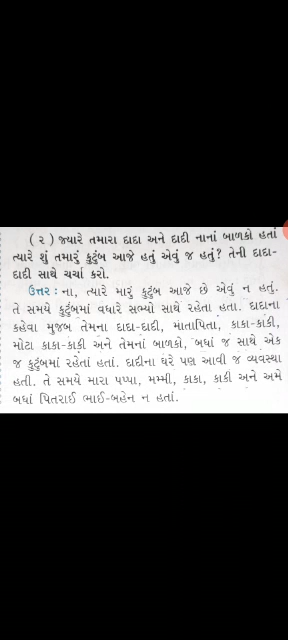 (૨) જ્યારે તમારા દાદા અને દાદી નાનાં બાળકો હતાં
ત્યારે શું તમારું કુટુંબ આજે હતું એવું જ હતું? તેની દાદા-
દાદી સાથે ચર્ચા કરો.
ઉત્તર : ના, ત્યારે મારું કુટુંબ આજે છે એવું ન હતું.
તે સમયે કુટુંબમાં વધારે સભ્યો સાથે રહેતા હતા. દાદાના
કહેવા મુજબ તેમના દાદા-દાદી, માતાપિતા, કાકા-કાકી,
મોટા કાકા-કાકી અને તેમનાં બાળકો, બધાં જ સાથે એક
જ કુટુંબમાં રહેતાં હતાં. દાદીના ઘરે પણ આવી જ વ્યવસ્થા
હતી. તે સમયે મારા પપ્પા, મમ્મી, કાકા, કાકી અને અમે
બધાં પિતરાઈ ભાઈ-બહેન ન હતાં.